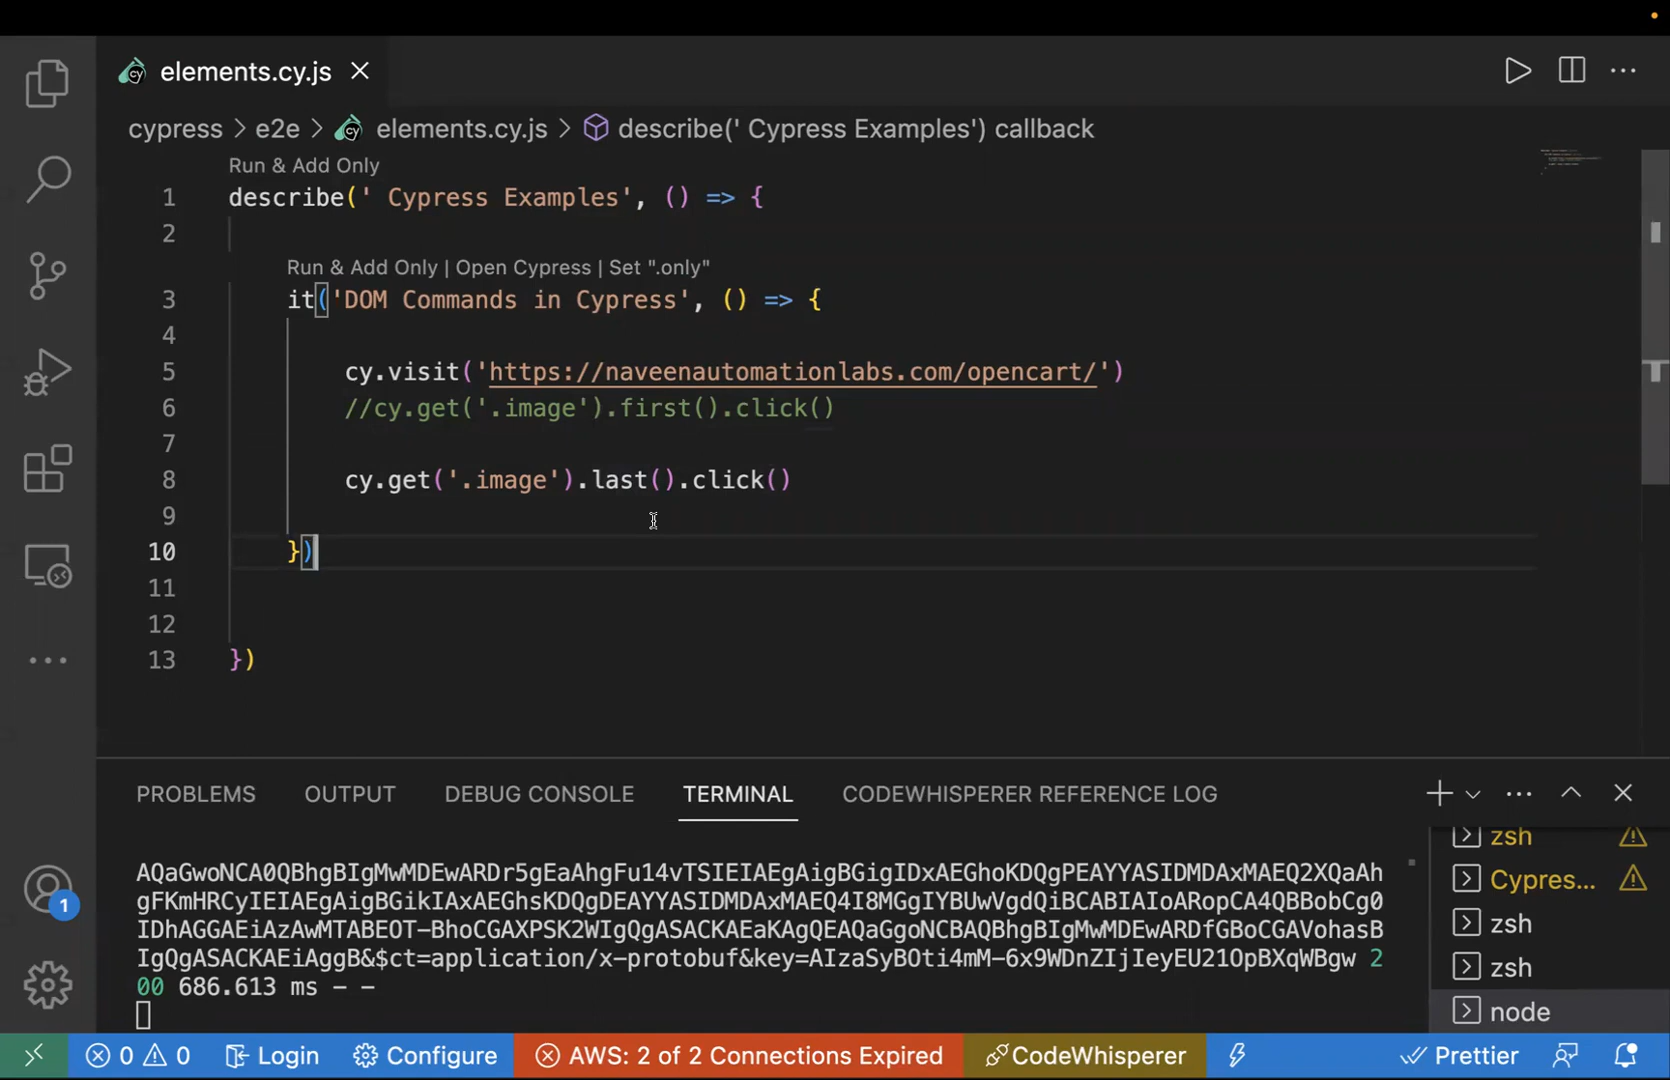 elements.cy.js
cypress > e2e > elements.cy.js > describe(' Cypress Examples') callback
Run & Add Only
1 describe(' Cypress Examples', () => {
2
Run & Add Only | Open Cypress | Set ".only"
3 it('DOM Commands in Cypress', () => {
4
5 cy.visit('https://naveenautomationlabs.com/opencart/')
6 //cy.get('.image').first().click()
7
8 cy.get('.image').last().click()
9
10 })
11
12
13 })
PROBLEMS OUTPUT DEBUG CONSOLE TERMINAL CODEWHISPERER REFERENCE LOG
AQaGwoNCA0QBhgBIgMwMDEwARDr5gEaAhgFu14vTSIEIAEgAigBGigIDxAEGhoKDQgPEAYYASIDMDAxMAEQ2XQaAh
gFKmHRCyIEIAEgAigBGikIAxAEGhsKDQgDEAYYASIDMDAxMAEQ4I8MGgIYBUwVgdQiBCABIAIoARopCA4QBBobCg0
IDhAGGAEiAzAwMTABEOT-BhoCGAXPSK2WIgQgASACKAEaKAgQEAQaGgoNCBAQBhgBIgMwMDEwARDfGBoCGAVohasB
IgQgASACKAEiAggB&$ct=application/x-protobuf&key=AIzaSyBOti4mM-6x9WDnZIjIeyEU21OpBXqWBgw 2
00 686.613 ms - -
zsh
Cypres...
zsh
zsh
node
1
0 0 Login Configure AWS: 2 of 2 Connections Expired CodeWhisperer Prettier